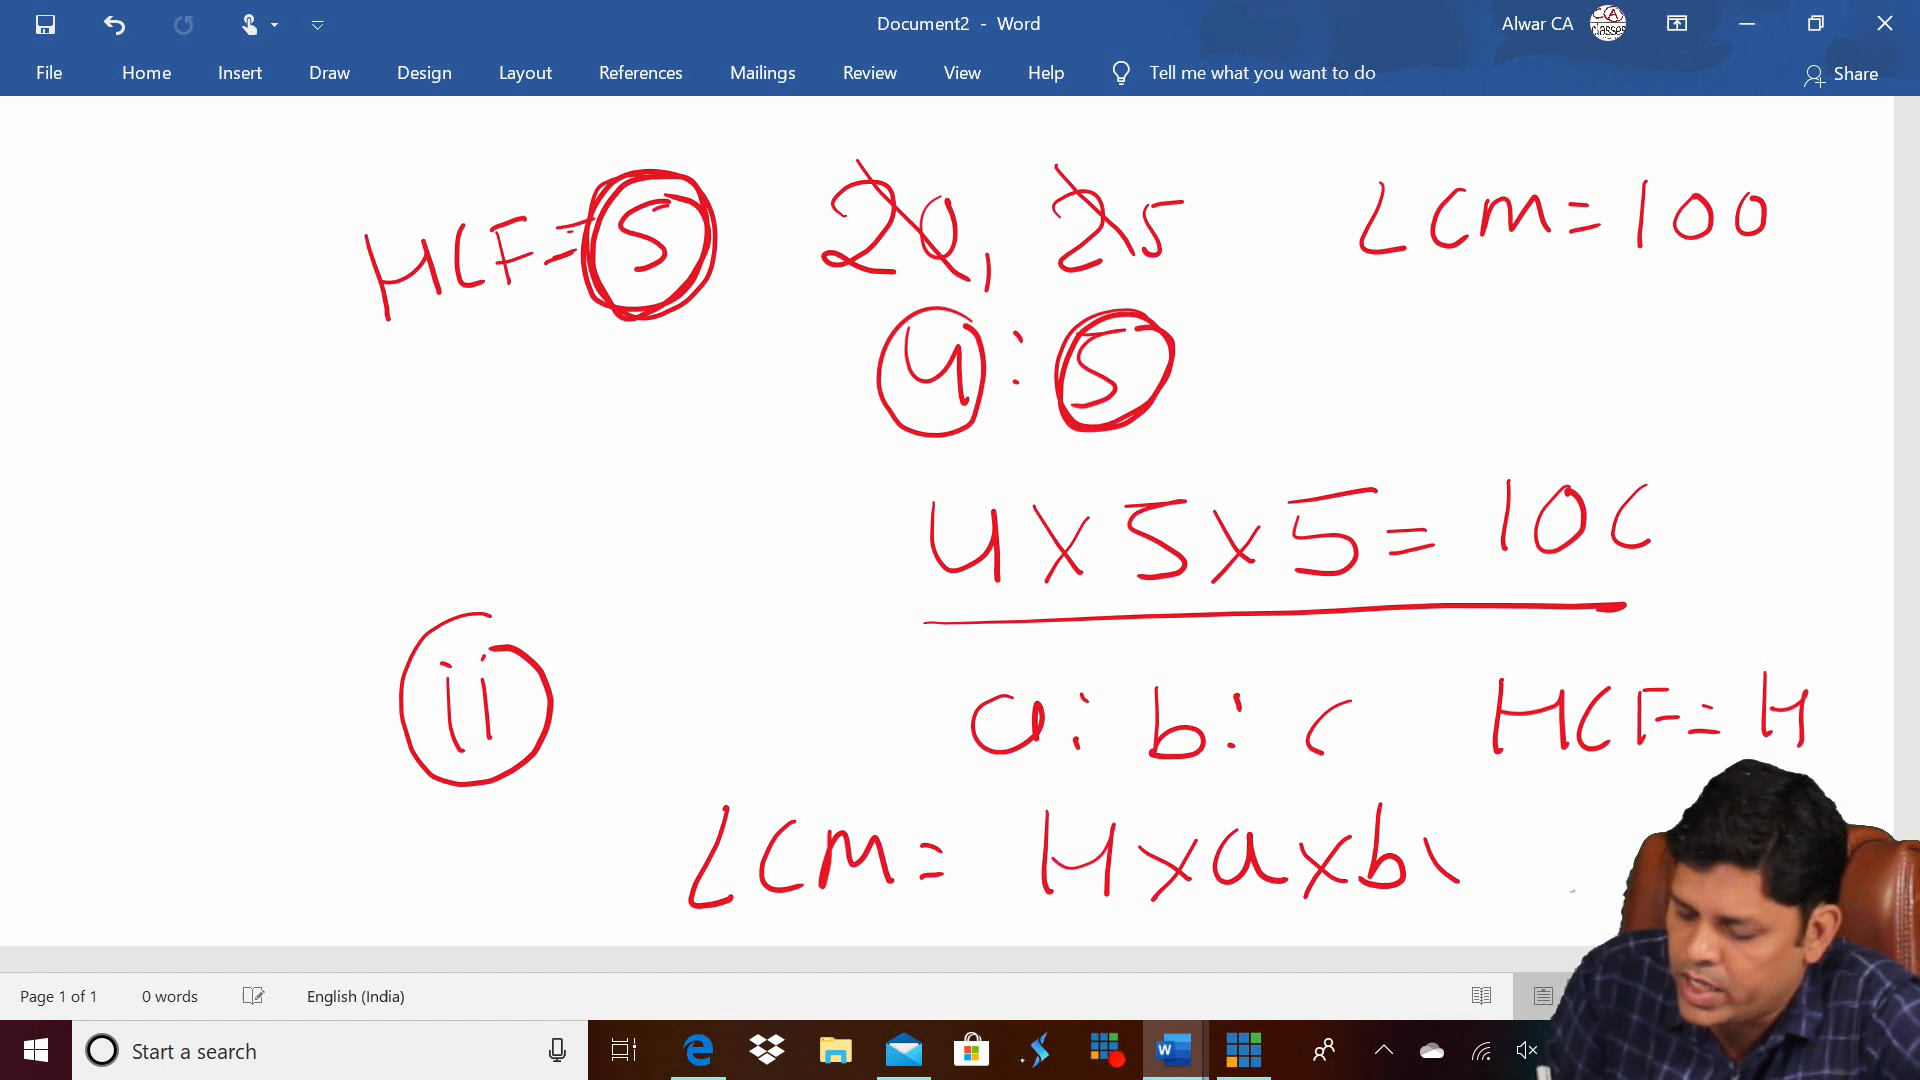 Document2 - Word
Alwar CA
CA classes
File Home Insert Draw Design Layout References Mailings Review View Help Tell me what you want to do
Share
HCF = 5 20, 25 LCM = 100
4 : 5
4 x 5 x 5 = 100
ii a : b : c HCF = H
LCM = H x a x b
Page 1 of 1 0 words English (India)
Start a search